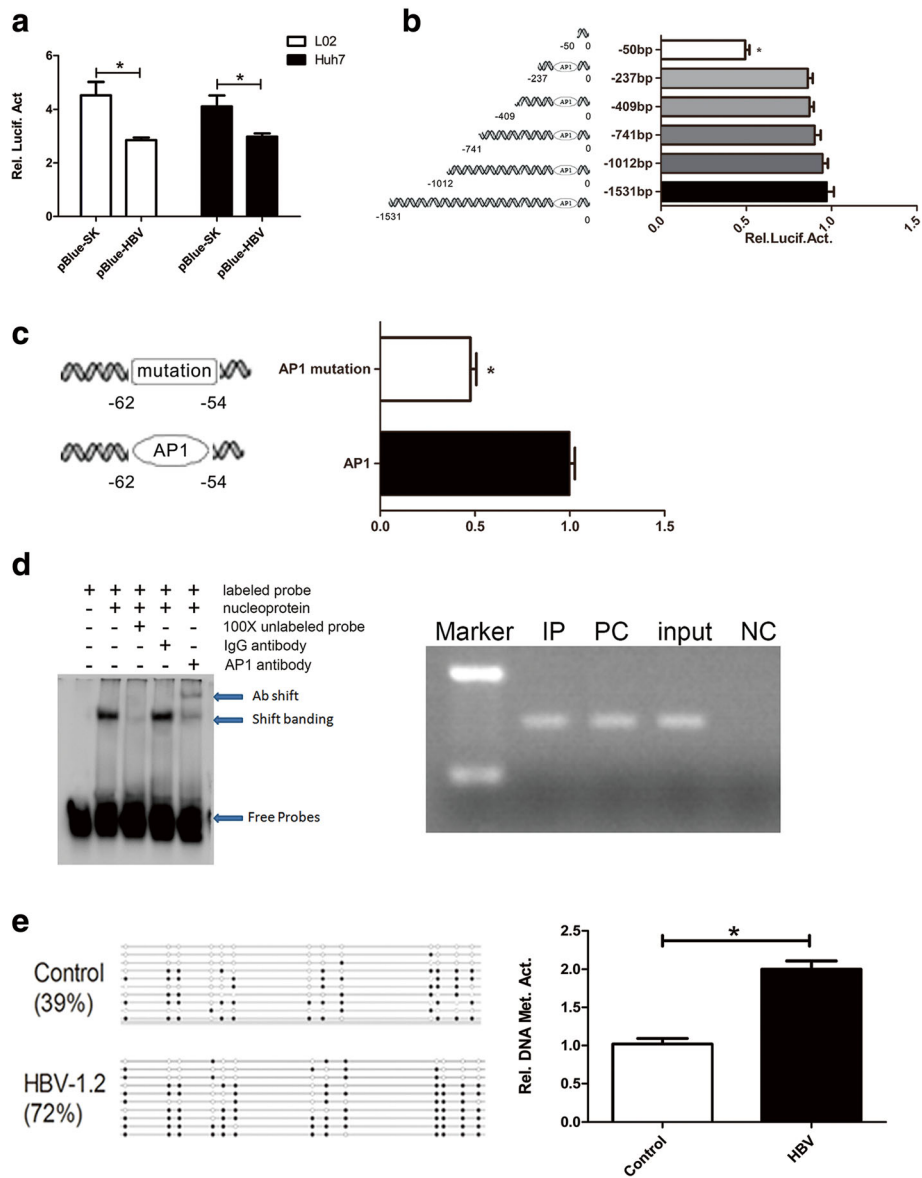 a
L02
Huh7
Rel. Lucif. Act
6
4
2
0
*
*
pBlue-SK
pBlue-HBV
pBlue-SK
pBlue-HBV
b
-50 0
AP1
-237 0
AP1
-409 0
AP1
-741 0
AP1
-1012 0
AP1
-1531 0
-50bp
*
-237bp
-409bp
-741bp
-1012bp
-1531bp
0.0 0.5 1.0 1.5
Rel.Lucif.Act.
c
mutation
-62 -54
AP1
-62 -54
AP1 mutation
*
AP1
0.0 0.5 1.0 1.5
d
+ + + + + labeled probe
- + + + + nucleoprotein
- - + - - 100X unlabeled probe
- - - + - IgG antibody
- - - - + AP1 antibody
Ab shift
Shift banding
Free Probes
Marker IP PC input NC
e
Control
(39%)
HBV-1.2
(72%)
Rel. DNA Met. Act.
2.5
2.0
1.5
1.0
0.5
0.0
*
Control
HBV